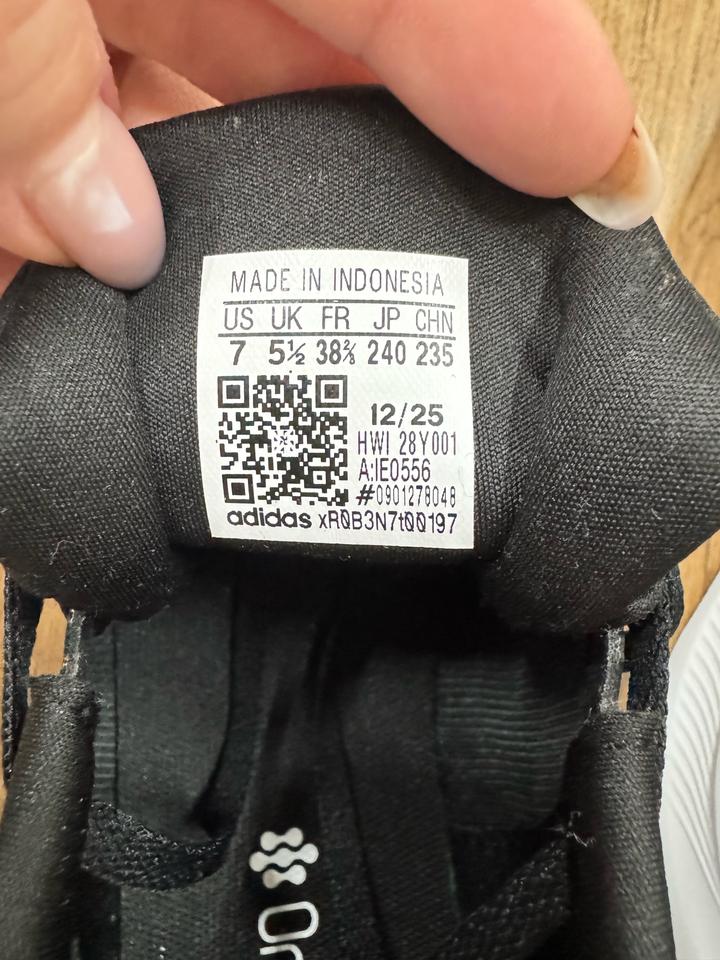 MADE IN INDONESIA
US UK FR JP CHN
7 5½ 38⅔ 240 235
12/25
HWI 28Y001
A:IE0556
#0901278048
adidas xR0B3N7t00197